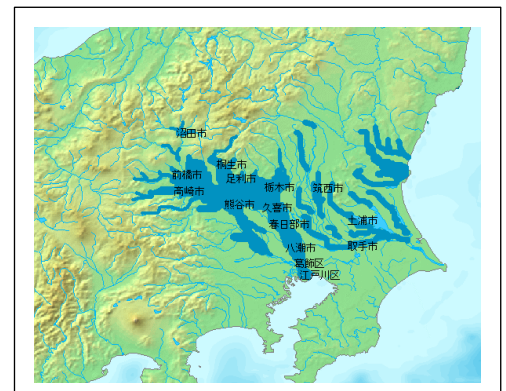 沼田市
桐生市
前橋市
足利市
高崎市
栃木市
筑西市
熊谷市
久喜市
春日部市
土浦市
八潮市
取手市
葛飾区
江戸川区